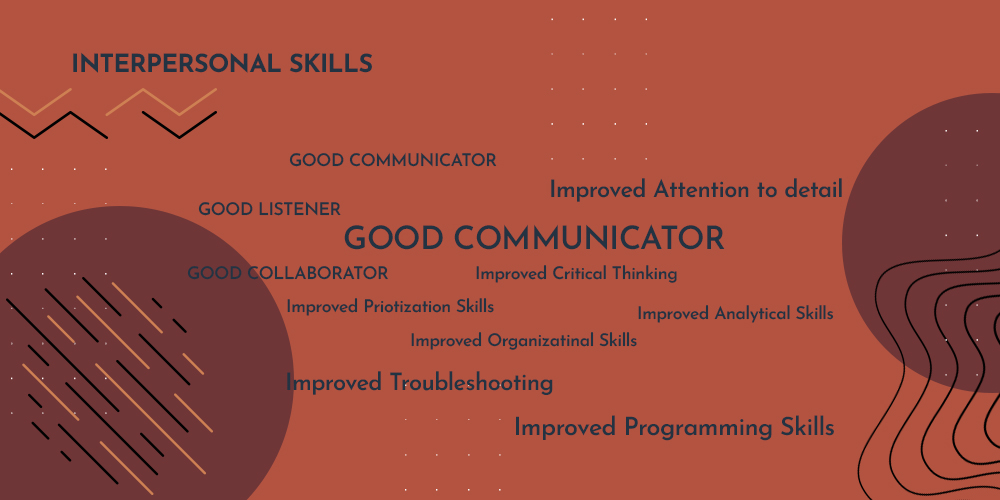 INTERPERSONAL SKILLS
GOOD COMMUNICATOR
Improved Attention to detail
GOOD LISTENER
GOOD COMMUNICATOR
GOOD COLLABORATOR
Improved Critical Thinking
Improved Priotization Skills
Improved Analytical Skills
Improved Organizatinal Skills
Improved Troubleshooting
Improved Programming Skills